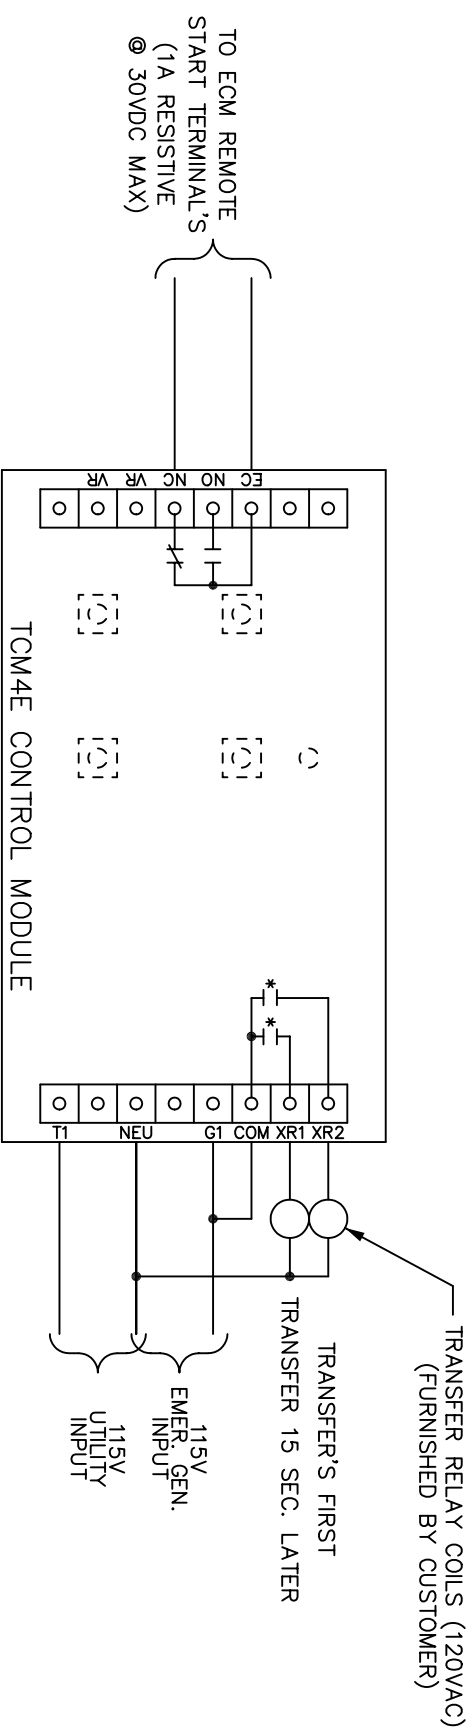 TO ECM REMOTE
START TERMINAL'S
(1A RESISTIVE
@ 30VDC MAX)
EC
NO
NC
VR
VR
TCM4E CONTROL MODULE
*
*
XR2
XR1
COM
G1
NEU
T1
TRANSFER RELAY COILS (120VAC)
(FURNISHED BY CUSTOMER)
TRANSFER'S FIRST
TRANSFER 15 SEC. LATER
115V
EMER. GEN.
INPUT
115V
UTILITY
INPUT